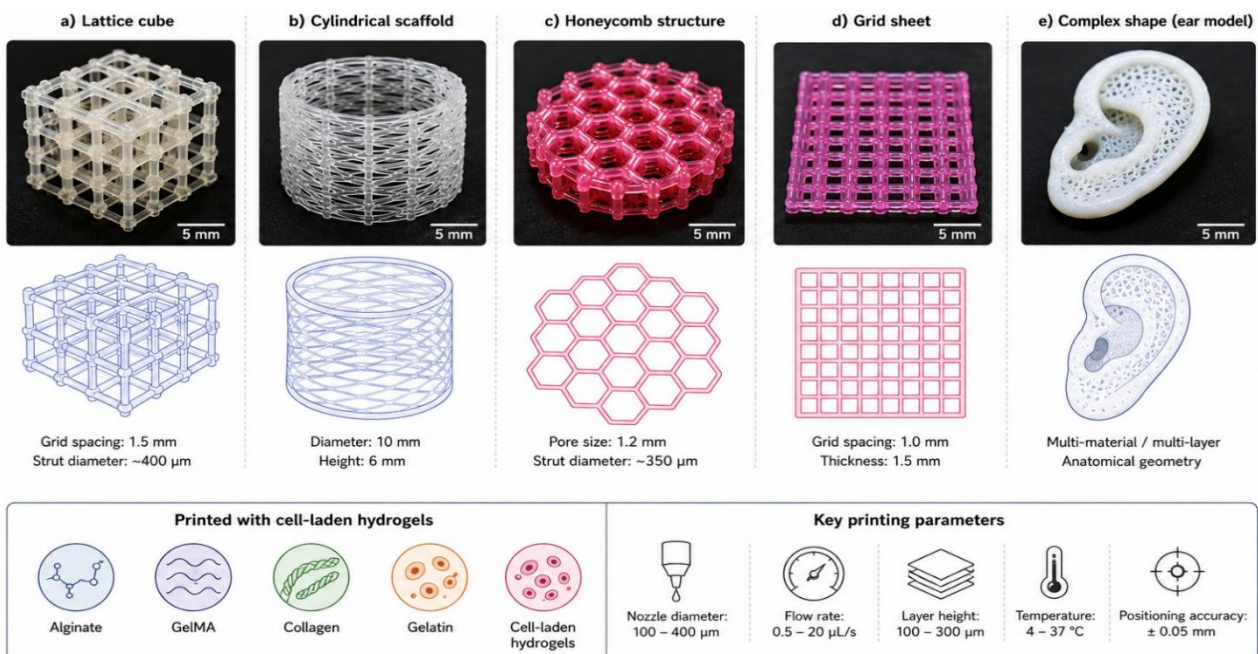 a) Lattice cube
b) Cylindrical scaffold
c) Honeycomb structure
d) Grid sheet
e) Complex shape (ear model)
5 mm
5 mm
5 mm
5 mm
5 mm
Grid spacing: 1.5 mm
Strut diameter: ~400 μm
Diameter: 10 mm
Height: 6 mm
Pore size: 1.2 mm
Strut diameter: ~350 μm
Grid spacing: 1.0 mm
Thickness: 1.5 mm
Multi-material / multi-layer
Anatomical geometry
Printed with cell-laden hydrogels
Alginate
GelMA
Collagen
Gelatin
Cell-laden
hydrogels
Key printing parameters
Nozzle diameter:
100 – 400 μm
Flow rate:
0.5 – 20 μL/s
Layer height:
100 – 300 μm
Temperature:
4 – 37 °C
Positioning accuracy:
± 0.05 mm